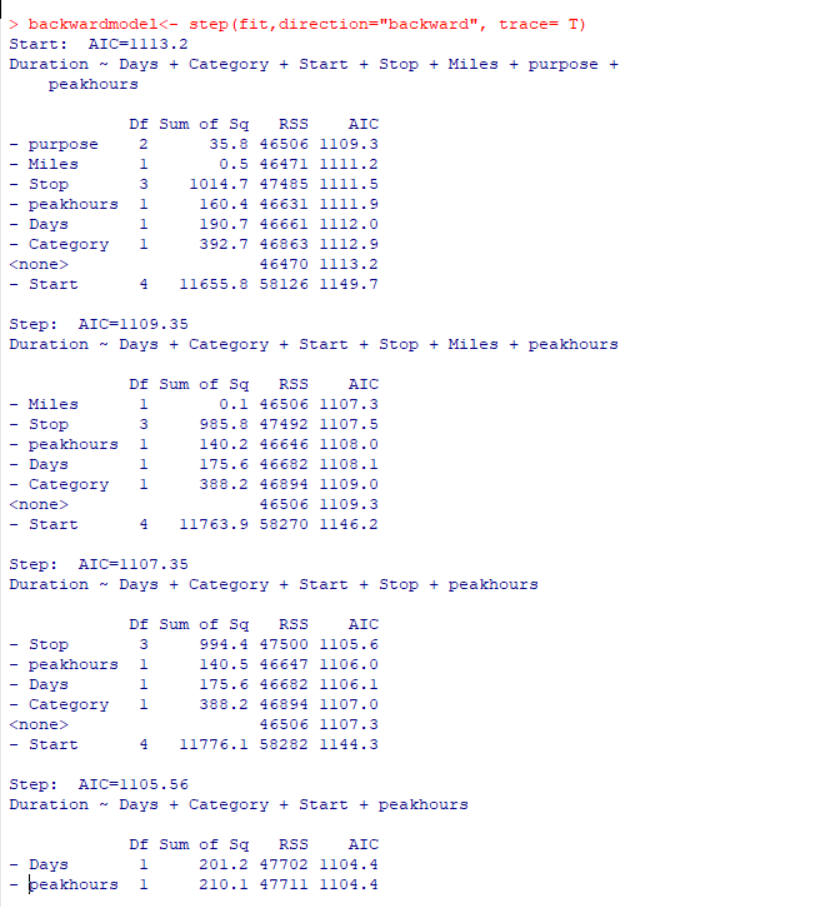 > backwardmodel<- step(fit,direction="backward", trace= T)
Start:  AIC=1113.2
Duration ~ Days + Category + Start + Stop + Miles + purpose +
    peakhours
            Df Sum of Sq   RSS    AIC
- purpose    2      35.8 46506 1109.3
- Miles      1       0.5 46471 1111.2
- Stop       3    1014.7 47485 1111.5
- peakhours  1     160.4 46631 1111.9
- Days       1     190.7 46661 1112.0
- Category   1     392.7 46863 1112.9
<none>                   46470 1113.2
- Start      4   11655.8 58126 1149.7
Step:  AIC=1109.35
Duration ~ Days + Category + Start + Stop + Miles + peakhours
            Df Sum of Sq   RSS    AIC
- Miles      1       0.1 46506 1107.3
- Stop       3     985.8 47492 1107.5
- peakhours  1     140.2 46646 1108.0
- Days       1     175.6 46682 1108.1
- Category   1     388.2 46894 1109.0
<none>                   46506 1109.3
- Start      4   11763.9 58270 1146.2
Step:  AIC=1107.35
Duration ~ Days + Category + Start + Stop + peakhours
            Df Sum of Sq   RSS    AIC
- Stop       3     994.4 47500 1105.6
- peakhours  1     140.5 46647 1106.0
- Days       1     175.6 46682 1106.1
- Category   1     388.2 46894 1107.0
<none>                   46506 1107.3
- Start      4   11776.1 58282 1144.3
Step:  AIC=1105.56
Duration ~ Days + Category + Start + peakhours
            Df Sum of Sq   RSS    AIC
- Days       1     201.2 47702 1104.4
- peakhours  1     210.1 47711 1104.4